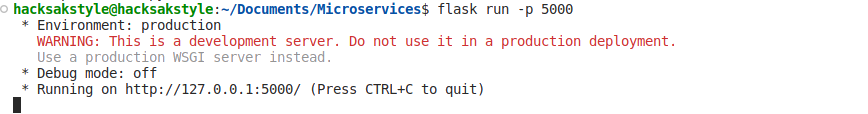 hacksakstyle@hacksakstyle:~/Documents/Microservices$ flask run -p 5000
* Environment: production
WARNING: This is a development server. Do not use it in a production deployment.
Use a production WSGI server instead.
* Debug mode: off
* Running on http://127.0.0.1:5000/ (Press CTRL+C to quit)